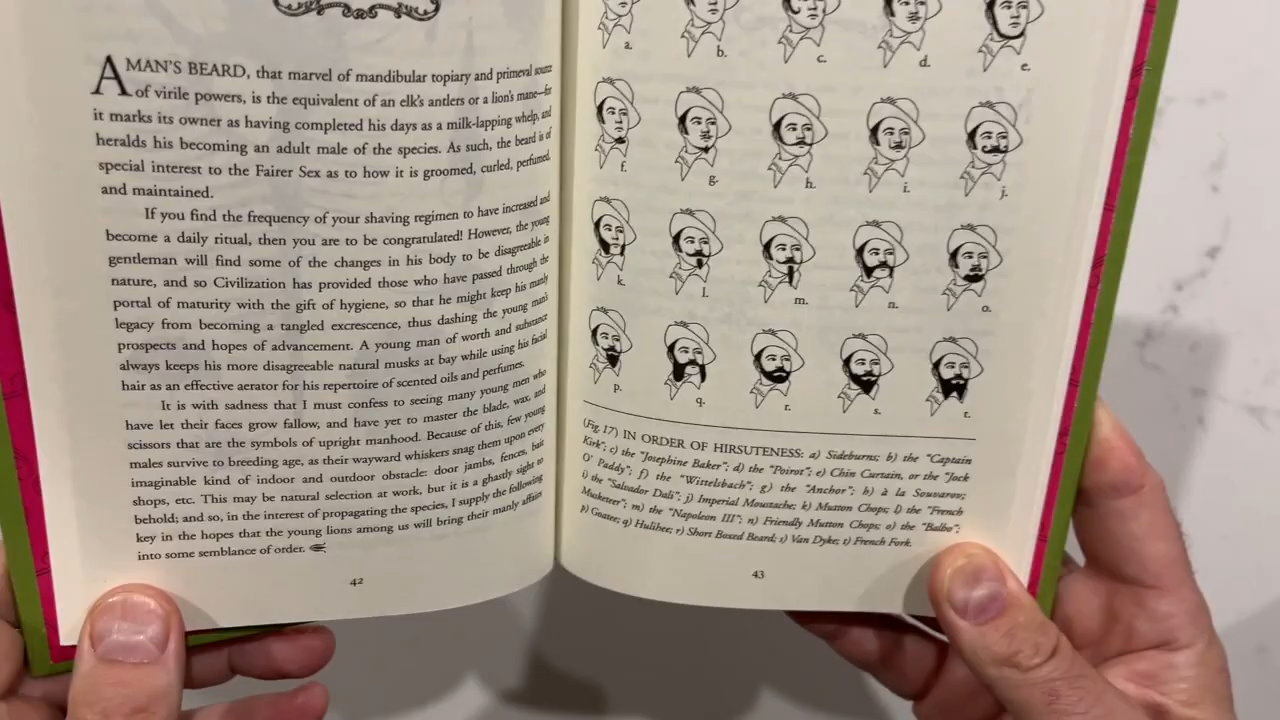 A MAN'S BEARD, that marvel of mandibular topiary and primeval source
of virile powers, is the equivalent of an elk's antlers or a lion's mane—for
it marks its owner as having completed his days as a milk-lapping whelp, and
heralds his becoming an adult male of the species. As such, the beard is of
special interest to the Fairer Sex as to how it is groomed, curled, perfumed,
and maintained.
If you find the frequency of your shaving regimen to have increased and
become a daily ritual, then you are to be congratulated! However, the young
gentleman will find some of the changes in his body to be disagreeable in
nature, and so Civilization has provided those who have passed through the
portal of maturity with the gift of hygiene, so that he might keep his manly
legacy from becoming a tangled excrescence, thus dashing the young man's
prospects and hopes of advancement. A young man of worth and substance
always keeps his more disagreeable natural musks at bay while using his facial
hair as an effective aerator for his repertoire of scented oils and perfumes.
It is with sadness that I must confess to seeing many young men who
have let their faces grow fallow, and have yet to master the blade, wax, and
scissors that are the symbols of upright manhood. Because of this, few young
males survive to breeding age, as their wayward whiskers snag them upon every
imaginable kind of indoor and outdoor obstacle: door jambs, fences, bait
shops, etc. This may be natural selection at work, but it is a ghastly sight to
behold; and so, in the interest of propagating the species, I supply the following
key in the hopes that the young lions among us will bring their manly affairs
into some semblance of order.
42
a. b. c. d. e.
f. g. h. i. j.
k. l. m. n. o.
p. q. r. s. t.
(Fig. 17) IN ORDER OF HIRSUTENESS: a) Sideburns; b) the "Captain
Kirk"; c) the "Josephine Baker"; d) the "Poirot"; e) Chin Curtain, or the "Jock
O' Paddy"; f) the "Wittelsbach"; g) the "Anchor"; h) à la Souvarov;
i) the "Salvador Dali"; j) Imperial Moustache; k) Mutton Chops; l) the "French
Musketeer"; m) the "Napoleon III"; n) Friendly Mutton Chops; o) the "Balbo";
p) Goatee; q) Hulihee; r) Short Boxed Beard; s) Van Dyke; t) French Fork.
43